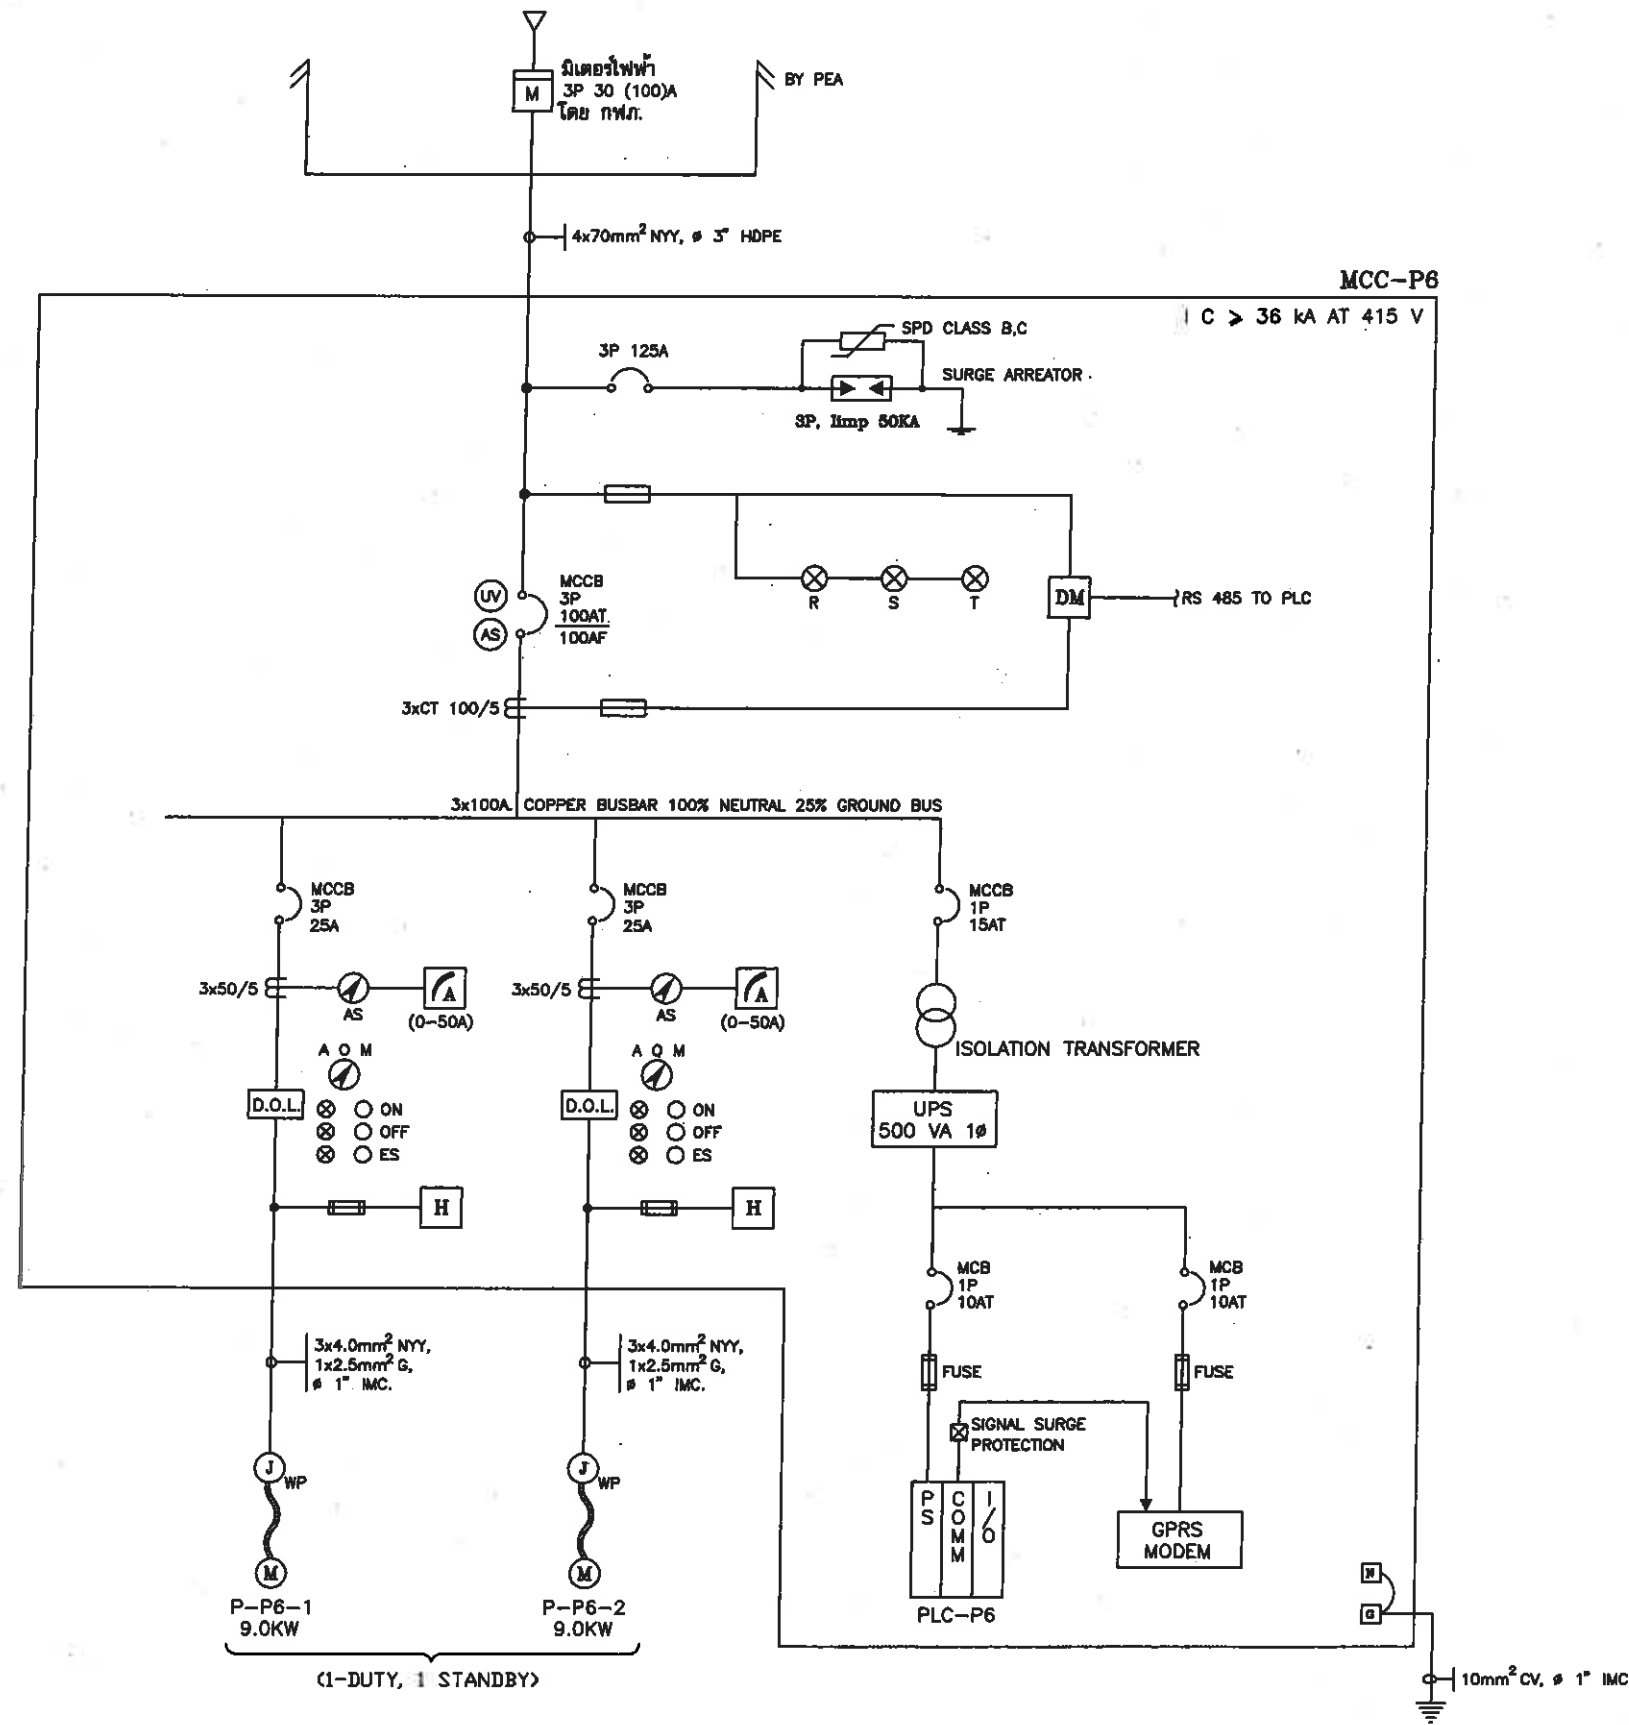 มิเตอร์ไฟฟ้า
3P 30 (100)A
โดย กฟภ.
M
BY PEA
4x70mm² NYY, ø 3" HDPE
MCC-P6
I C > 36 kA AT 415 V
SPD CLASS B,C
3P 125A
SURGE ARREATOR
3P, Iimp 50KA
UV
AS
MCCB
3P
100AT
100AF
R S T
DM
RS 485 TO PLC
3xCT 100/5
3x100A COPPER BUSBAR 100% NEUTRAL 25% GROUND BUS
MCCB
3P
25A
MCCB
3P
25A
MCCB
1P
15AT
3x50/5
AS
A
(0-50A)
3x50/5
AS
A
(0-50A)
ISOLATION TRANSFORMER
A O M
D.O.L.
ON
OFF
ES
A O M
D.O.L.
ON
OFF
ES
UPS
500 VA 1ø
H
H
MCB
1P
10AT
MCB
1P
10AT
3x4.0mm² NYY,
1x2.5mm² G,
ø 1" IMC.
3x4.0mm² NYY,
1x2.5mm² G,
ø 1" IMC.
FUSE
FUSE
SIGNAL SURGE
PROTECTION
J
WP
J
WP
PS
COMM
I/O
GPRS
MODEM
M
M
P-P6-1
9.0KW
P-P6-2
9.0KW
PLC-P6
N
G
(1-DUTY, 1 STANDBY)
10mm² CV, ø 1" IMC